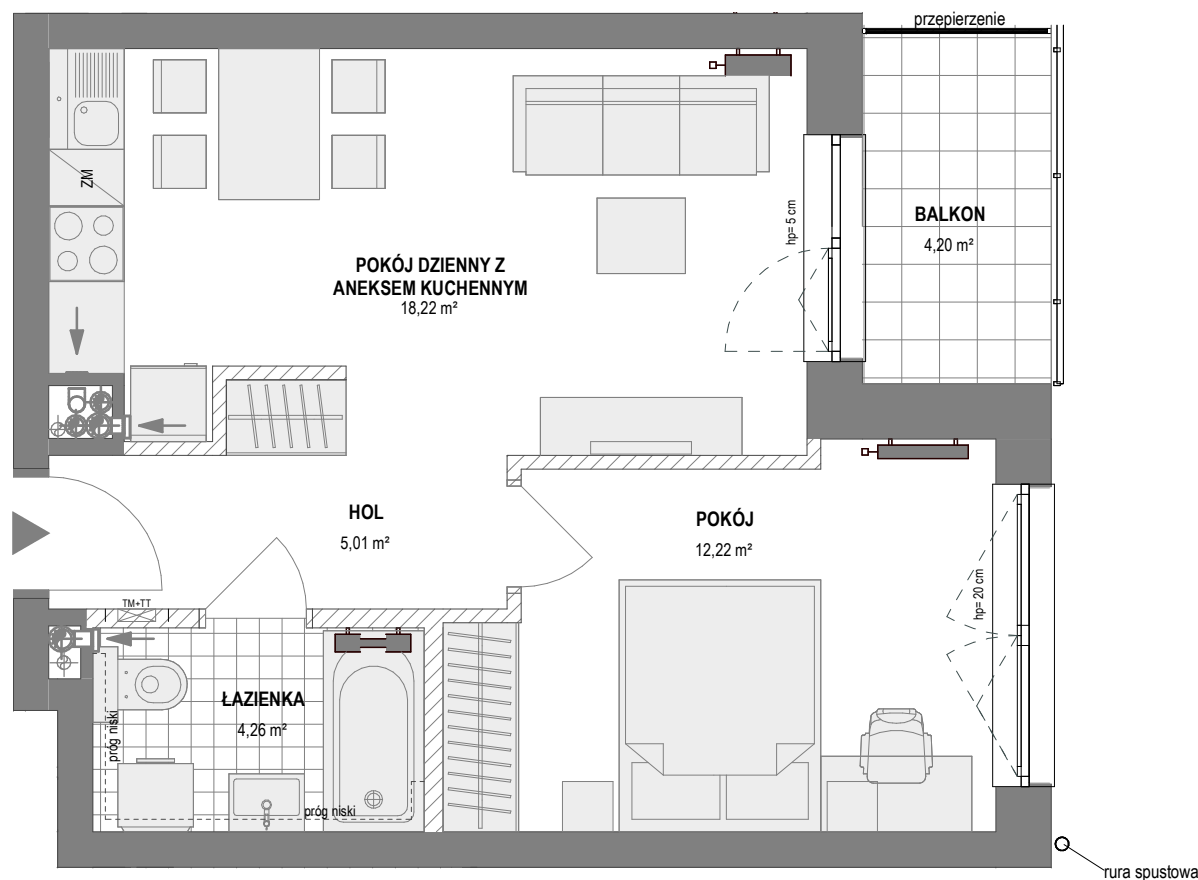 przepierzenie
ZM
hp= 5 cm
BALKON
4,20 m²
POKÓJ DZIENNY Z
ANEKSEM KUCHENNYM
18,22 m²
HOL
5,01 m²
POKÓJ
12,22 m²
hp= 20 cm
TM+TT
ŁAZIENKA
4,26 m²
próg niski
próg niski
rura spustowa